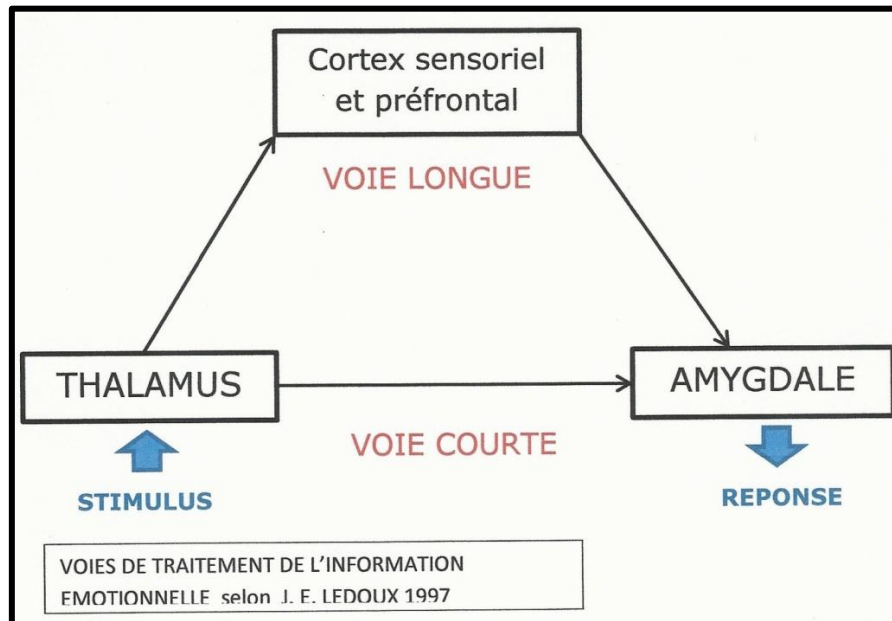 Cortex sensoriel
et préfrontal
VOIE LONGUE
THALAMUS
AMYGDALE
VOIE COURTE
STIMULUS
REPONSE
VOIES DE TRAITEMENT DE L'INFORMATION
EMOTIONNELLE selon J. E. LEDOUX 1997